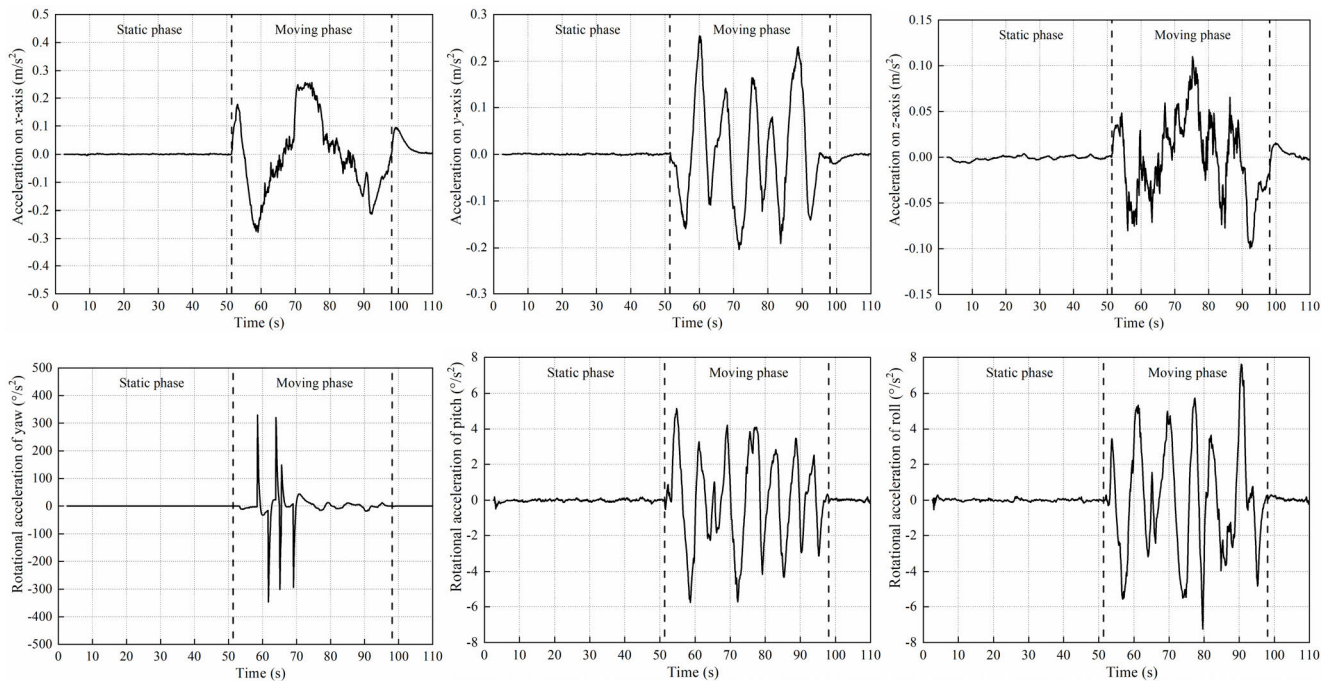 Acceleration on x-axis (m/s²)
0.5
0.4
0.3
0.2
0.1
0.0
-0.1
-0.2
-0.3
-0.4
-0.5
Static phase
Moving phase
0 10 20 30 40 50 60 70 80 90 100 110
Time (s)
Acceleration on y-axis (m/s²)
0.3
0.2
0.1
0.0
-0.1
-0.2
-0.3
Static phase
Moving phase
0 10 20 30 40 50 60 70 80 90 100 110
Time (s)
Acceleration on z-axis (m/s²)
0.15
0.10
0.05
0.00
-0.05
-0.10
-0.15
Static phase
Moving phase
0 10 20 30 40 50 60 70 80 90 100 110
Time (s)
Rotational acceleration of yaw (°/s²)
500
400
300
200
100
0
-100
-200
-300
-400
-500
Static phase
Moving phase
0 10 20 30 40 50 60 70 80 90 100 110
Time (s)
Rotational acceleration of pitch (°/s²)
8
6
4
2
0
-2
-4
-6
-8
Static phase
Moving phase
0 10 20 30 40 50 60 70 80 90 100 110
Time (s)
Rotational acceleration of roll (°/s²)
8
6
4
2
0
-2
-4
-6
-8
Static phase
Moving phase
0 10 20 30 40 50 60 70 80 90 100 110
Time (s)